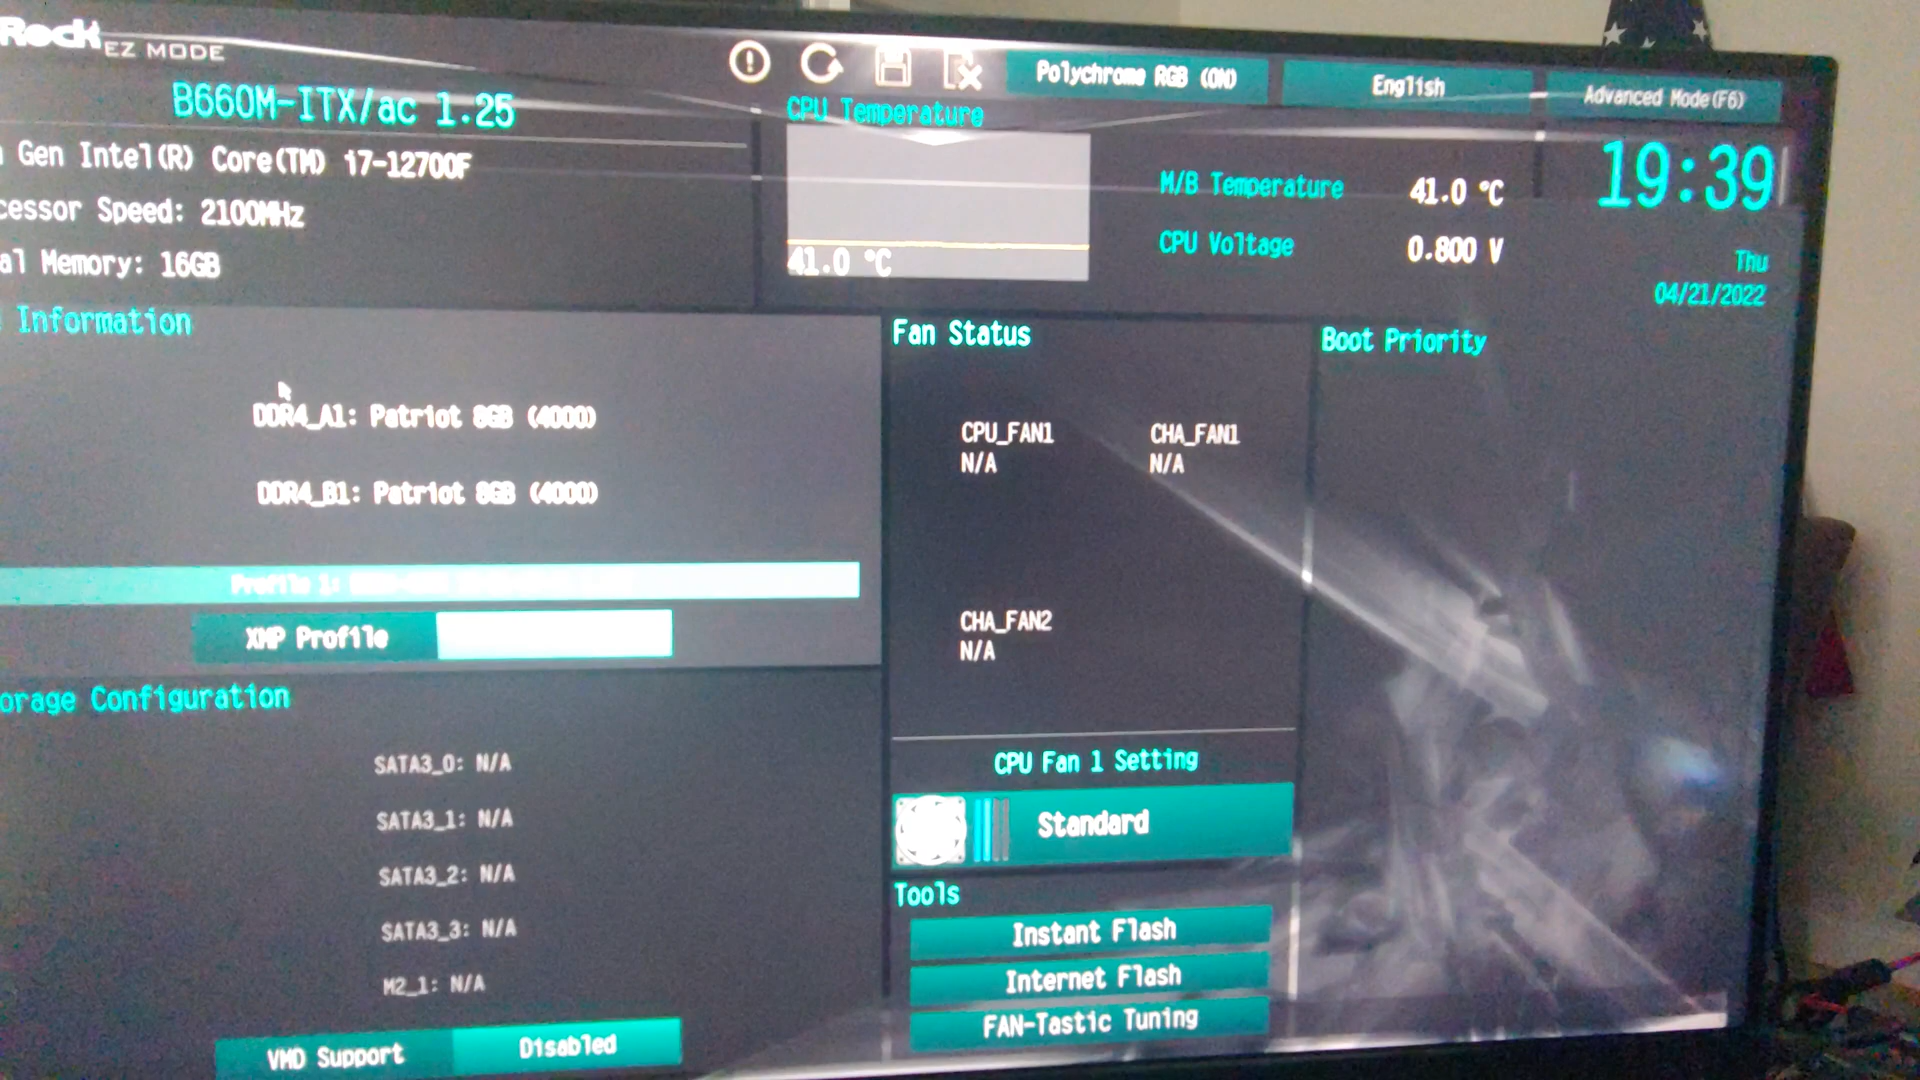 Rock EZ MODE
Polychrome RGB (ON)
English
Advanced Mode(F6)
B660M-ITX/ac 1.25
Gen Intel(R) Core(TM) i7-12700F
cessor Speed: 2100MHz
al Memory: 16GB
CPU Temperature
41.0 °C
M/B Temperature 41.0 °C
CPU Voltage 0.800 V
19:39
Thu
04/21/2022
Information
DDR4_A1: Patriot 8GB (4000)
DDR4_B1: Patriot 8GB (4000)
Profile 1:
XMP Profile
orage Configuration
SATA3_0: N/A
SATA3_1: N/A
SATA3_2: N/A
SATA3_3: N/A
M2_1: N/A
VMD Support Disabled
Fan Status
CPU_FAN1 CHA_FAN1
N/A N/A
CHA_FAN2
N/A
CPU Fan 1 Setting
Standard
Tools
Instant Flash
Internet Flash
FAN-Tastic Tuning
Boot Priority